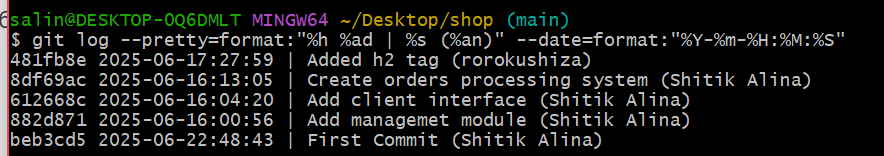 salin@DESKTOP-OQ6DMLT MINGW64 ~/Desktop/shop (main)
$ git log --pretty=format:"%h %ad | %s (%an)" --date=format:"%Y-%m-%H:%M:%S"
481fb8e 2025-06-17:27:59 | Added h2 tag (rorokushiza)
8df69ac 2025-06-16:13:05 | Create orders processing system (Shitik Alina)
612668c 2025-06-16:04:20 | Add client interface (Shitik Alina)
882d871 2025-06-16:00:56 | Add managemet module (Shitik Alina)
beb3cd5 2025-06-22:48:43 | First Commit (Shitik Alina)